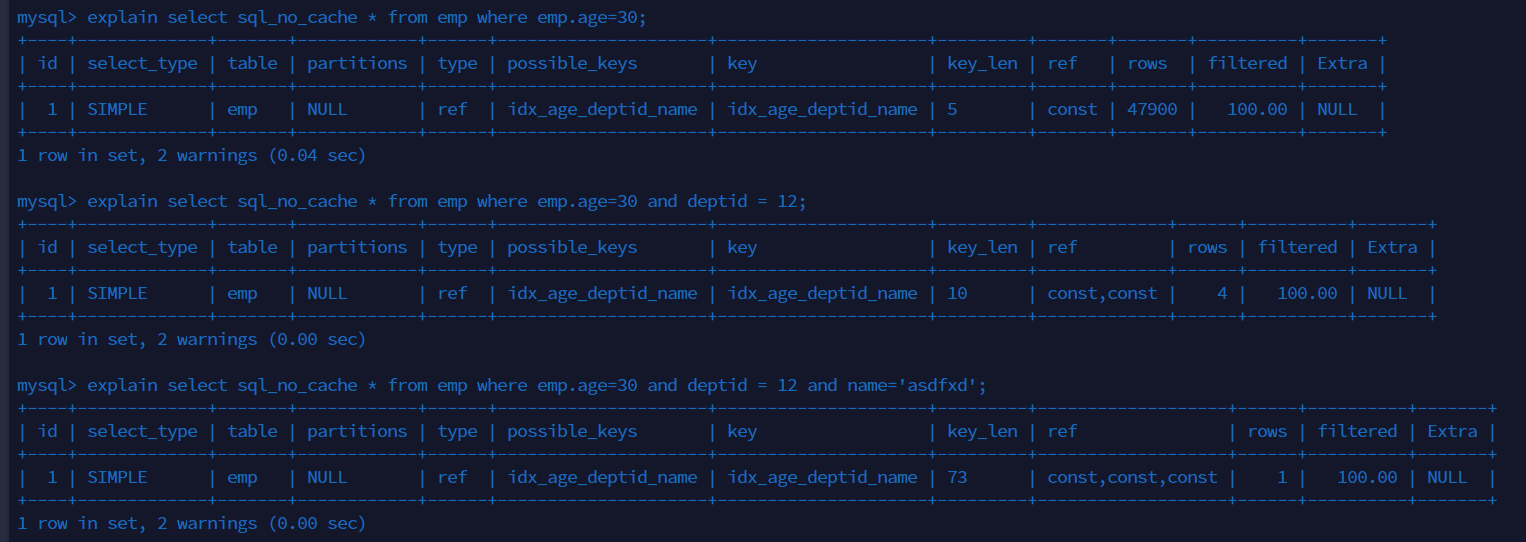 mysql> explain select sql_no_cache * from emp where emp.age=30;
+----+-------------+-------+------------+------+----------------------+----------------------+---------+-------+-------+----------+-------+
| id | select_type | table | partitions | type | possible_keys        | key                  | key_len | ref   | rows  | filtered | Extra |
+----+-------------+-------+------------+------+----------------------+----------------------+---------+-------+-------+----------+-------+
|  1 | SIMPLE      | emp   | NULL       | ref  | idx_age_deptid_name | idx_age_deptid_name | 5       | const | 47900 |   100.00 | NULL  |
+----+-------------+-------+------------+------+----------------------+----------------------+---------+-------+-------+----------+-------+
1 row in set, 2 warnings (0.04 sec)
mysql> explain select sql_no_cache * from emp where emp.age=30 and deptid = 12;
+----+-------------+-------+------------+------+----------------------+----------------------+---------+-------------+------+----------+-------+
| id | select_type | table | partitions | type | possible_keys        | key                  | key_len | ref         | rows | filtered | Extra |
+----+-------------+-------+------------+------+----------------------+----------------------+---------+-------------+------+----------+-------+
|  1 | SIMPLE      | emp   | NULL       | ref  | idx_age_deptid_name | idx_age_deptid_name | 10      | const,const |    4 |   100.00 | NULL  |
+----+-------------+-------+------------+------+----------------------+----------------------+---------+-------------+------+----------+-------+
1 row in set, 2 warnings (0.00 sec)
mysql> explain select sql_no_cache * from emp where emp.age=30 and deptid = 12 and name='asdfxd';
+----+-------------+-------+------------+------+----------------------+----------------------+---------+-------------------+------+----------+-------+
| id | select_type | table | partitions | type | possible_keys        | key                  | key_len | ref               | rows | filtered | Extra |
+----+-------------+-------+------------+------+----------------------+----------------------+---------+-------------------+------+----------+-------+
|  1 | SIMPLE      | emp   | NULL       | ref  | idx_age_deptid_name | idx_age_deptid_name | 73      | const,const,const |    1 |   100.00 | NULL  |
+----+-------------+-------+------------+------+----------------------+----------------------+---------+-------------------+------+----------+-------+
1 row in set, 2 warnings (0.00 sec)